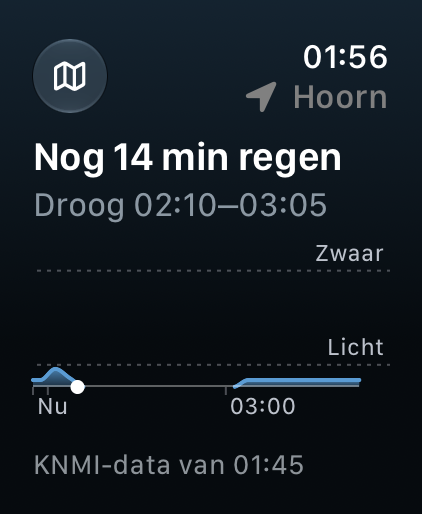 01:56
Hoorn
Nog 14 min regen
Droog 02:10–03:05
Zwaar
Licht
Nu
03:00
KNMI-data van 01:45